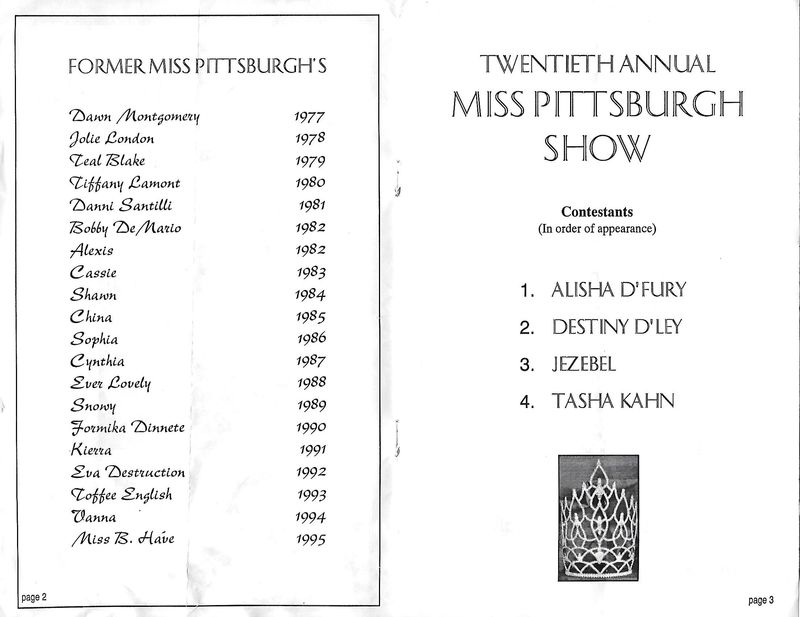 FORMER MISS PITTSBURGH'S
Dawn Montgomery 1977
Jolie London 1978
Teal Blake 1979
Tiffany Lamont 1980
Danni Santilli 1981
Bobby DeMario 1982
Alexis 1982
Cassie 1983
Shawn 1984
China 1985
Sophia 1986
Cynthia 1987
Ever Lovely 1988
Snowy 1989
Formika Dinnete 1990
Kierra 1991
Eva Destruction 1992
Toffee English 1993
Vanna 1994
Miss B. Háve 1995
page 2
TWENTIETH ANNUAL
MISS PITTSBURGH
SHOW
Contestants
(In order of appearance)
1. ALISHA D'FURY
2. DESTINY D'LEY
3. JEZEBEL
4. TASHA KAHN
page 3